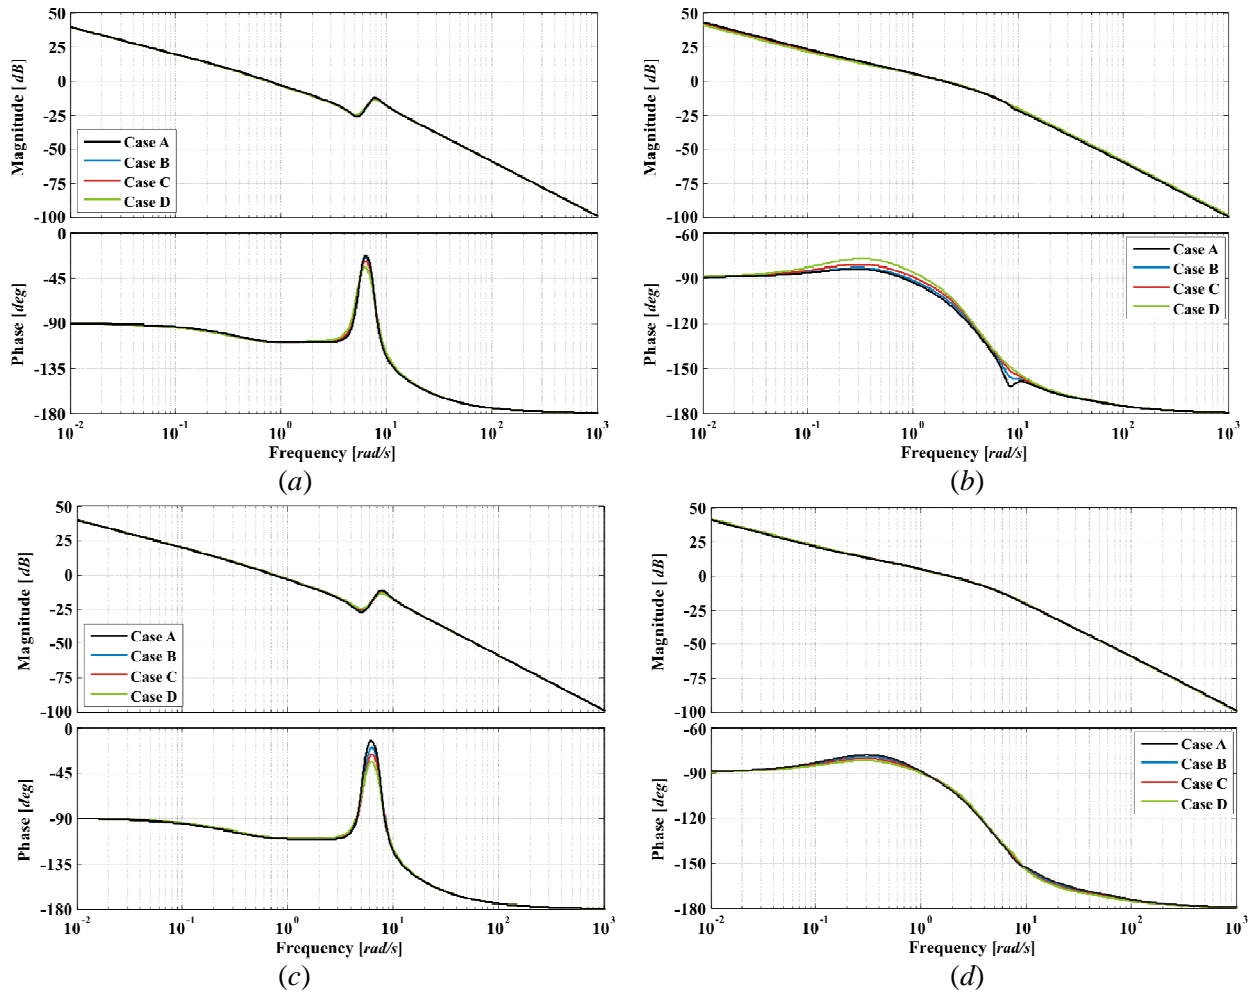 50
25
0
-25
-50
-75
-100
Magnitude [ dB]
Case A
Case B
Case C
Case D
0
-45
-90
-135
-180
Phase [deg]
10-2 10-1 100 101 102 103
Frequency [rad/s]
(a)
50
25
0
-25
-50
-75
-100
Magnitude [ dB]
-60
-90
-120
-150
-180
Phase [deg]
Case A
Case B
Case C
Case D
10-2 10-1 100 101 102 103
Frequency [rad/s]
(b)
50
25
0
-25
-50
-75
-100
Magnitude [ dB]
Case A
Case B
Case C
Case D
0
-45
-90
-135
-180
Phase [deg]
10-2 10-1 100 101 102 103
Frequency [rad/s]
(c)
50
25
0
-25
-50
-75
-100
Magnitude [ dB]
-60
-90
-120
-150
-180
Phase [deg]
Case A
Case B
Case C
Case D
10-2 10-1 100 101 102 103
Frequency [rad/s]
(d)